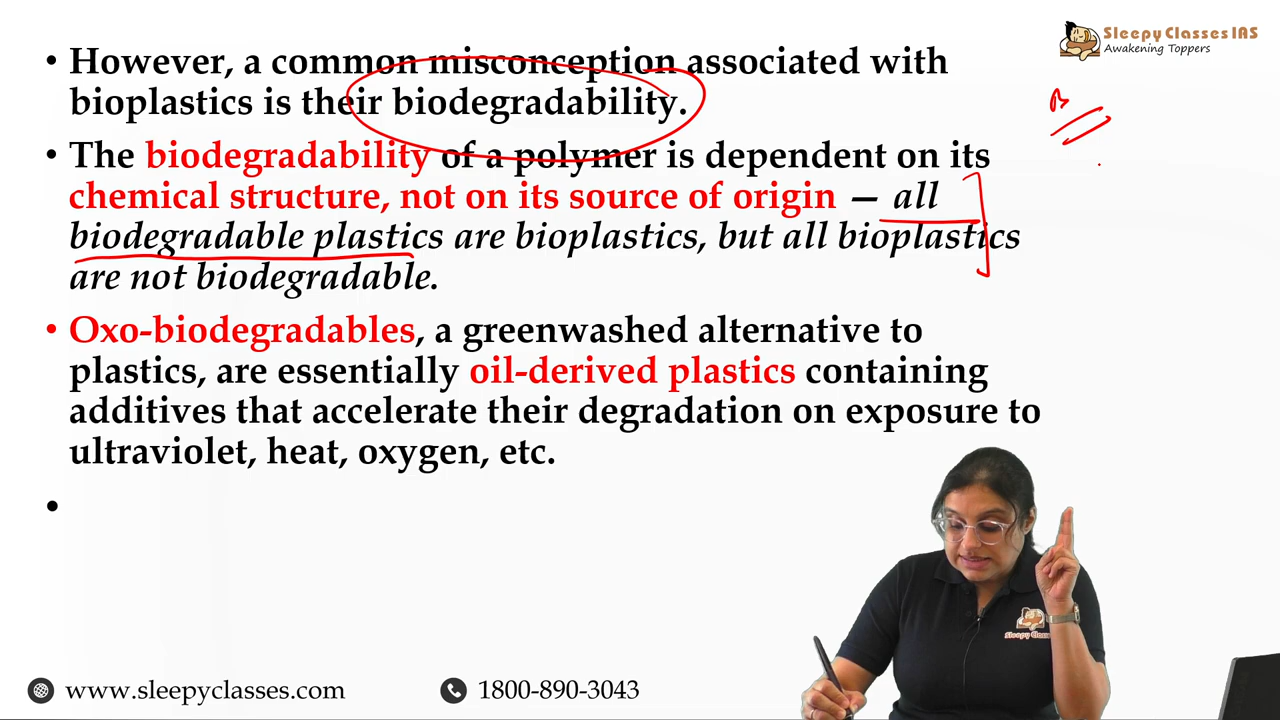 Sleepy Classes IAS
Awakening Toppers
• However, a common misconception associated with
bioplastics is their biodegradability.
• The biodegradability of a polymer is dependent on its
chemical structure, not on its source of origin — all
biodegradable plastics are bioplastics, but all bioplastics
are not biodegradable.
• Oxo-biodegradables, a greenwashed alternative to
plastics, are essentially oil-derived plastics containing
additives that accelerate their degradation on exposure to
ultraviolet, heat, oxygen, etc.
•
B
Sleepy Classes
www.sleepyclasses.com
1800-890-3043